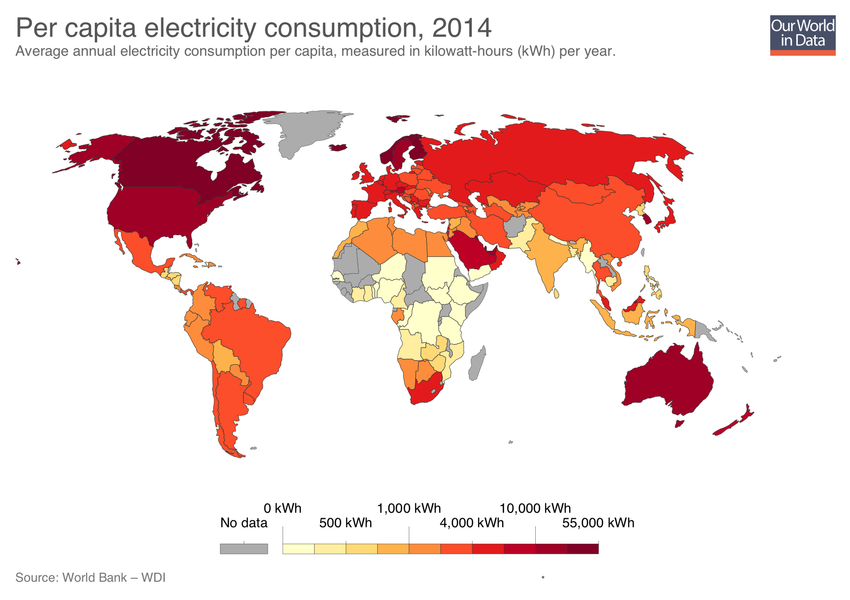 Per capita electricity consumption, 2014
Average annual electricity consumption per capita, measured in kilowatt-hours (kWh) per year.
Our World
in Data
0 kWh
1,000 kWh
10,000 kWh
No data
500 kWh
4,000 kWh
55,000 kWh
Source: World Bank – WDI